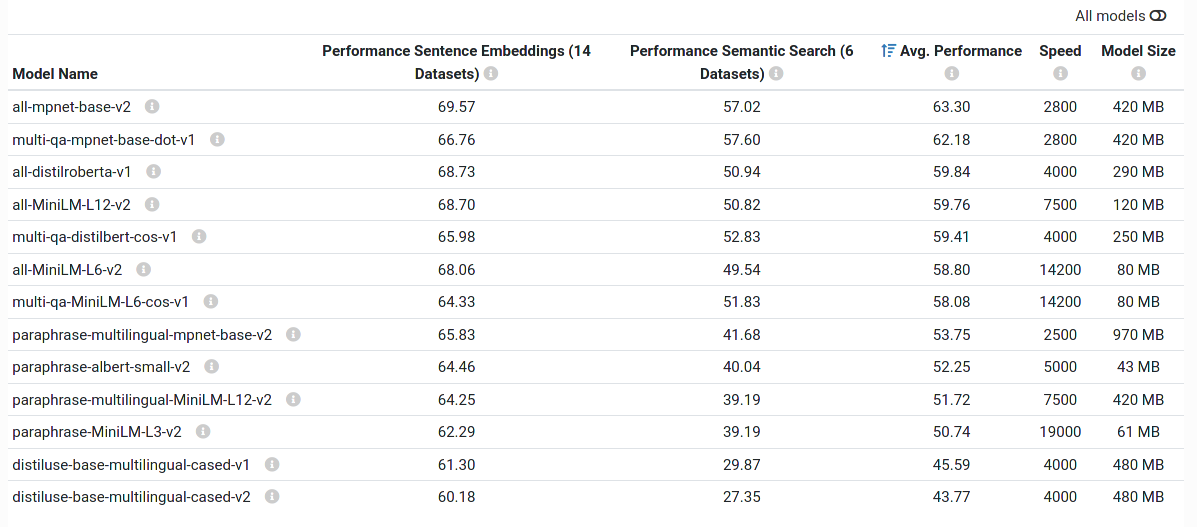 All models
Performance Sentence Embeddings (14 Performance Semantic Search (6 Avg. Performance Speed Model Size
Model Name Datasets) Datasets)
all-mpnet-base-v2 69.57 57.02 63.30 2800 420 MB
multi-qa-mpnet-base-dot-v1 66.76 57.60 62.18 2800 420 MB
all-distilroberta-v1 68.73 50.94 59.84 4000 290 MB
all-MiniLM-L12-v2 68.70 50.82 59.76 7500 120 MB
multi-qa-distilbert-cos-v1 65.98 52.83 59.41 4000 250 MB
all-MiniLM-L6-v2 68.06 49.54 58.80 14200 80 MB
multi-qa-MiniLM-L6-cos-v1 64.33 51.83 58.08 14200 80 MB
paraphrase-multilingual-mpnet-base-v2 65.83 41.68 53.75 2500 970 MB
paraphrase-albert-small-v2 64.46 40.04 52.25 5000 43 MB
paraphrase-multilingual-MiniLM-L12-v2 64.25 39.19 51.72 7500 420 MB
paraphrase-MiniLM-L3-v2 62.29 39.19 50.74 19000 61 MB
distiluse-base-multilingual-cased-v1 61.30 29.87 45.59 4000 480 MB
distiluse-base-multilingual-cased-v2 60.18 27.35 43.77 4000 480 MB